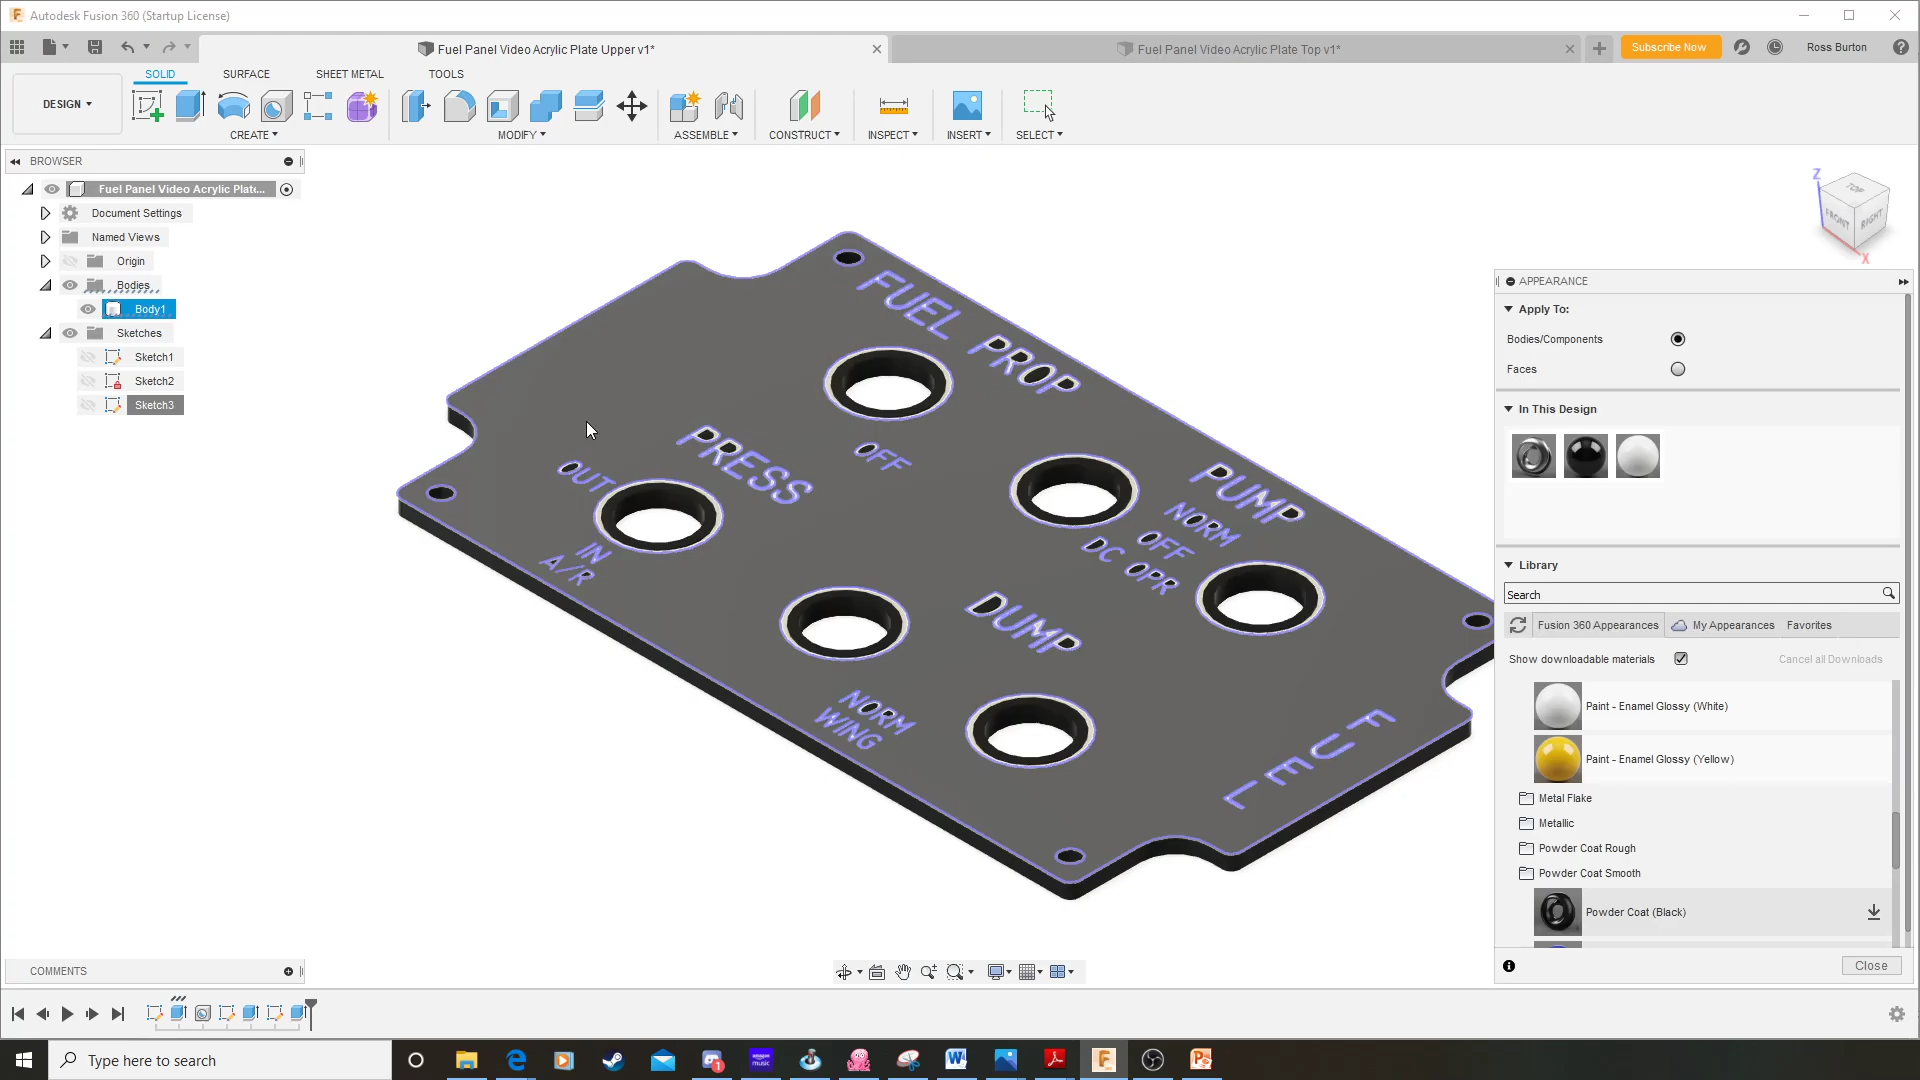 Autodesk Fusion 360 (Startup License)
Fuel Panel Video Acrylic Plate Upper v1*
Fuel Panel Video Acrylic Plate Top v1*
Subscribe Now
Ross Burton
DESIGN
SOLID
SURFACE
SHEET METAL
TOOLS
CREATE
MODIFY
ASSEMBLE
CONSTRUCT
INSPECT
INSERT
SELECT
BROWSER
Fuel Panel Video Acrylic Plat...
Document Settings
Named Views
Origin
Bodies
Body1
Sketches
Sketch1
Sketch2
Sketch3
Z
TOP
FRONT
RIGHT
X
FUEL PROP
OFF
PRESS
OUT
IN
A/R
PUMP
NORM
OFF
DC OPR
DUMP
NORM
WING
FUEL
APPEARANCE
Apply To:
Bodies/Components
Faces
In This Design
Library
Search
Fusion 360 Appearances
My Appearances
Favorites
Show downloadable materials
Cancel all Downloads
Paint - Enamel Glossy (White)
Paint - Enamel Glossy (Yellow)
Metal Flake
Metallic
Powder Coat Rough
Powder Coat Smooth
Powder Coat (Black)
Close
COMMENTS
Type here to search